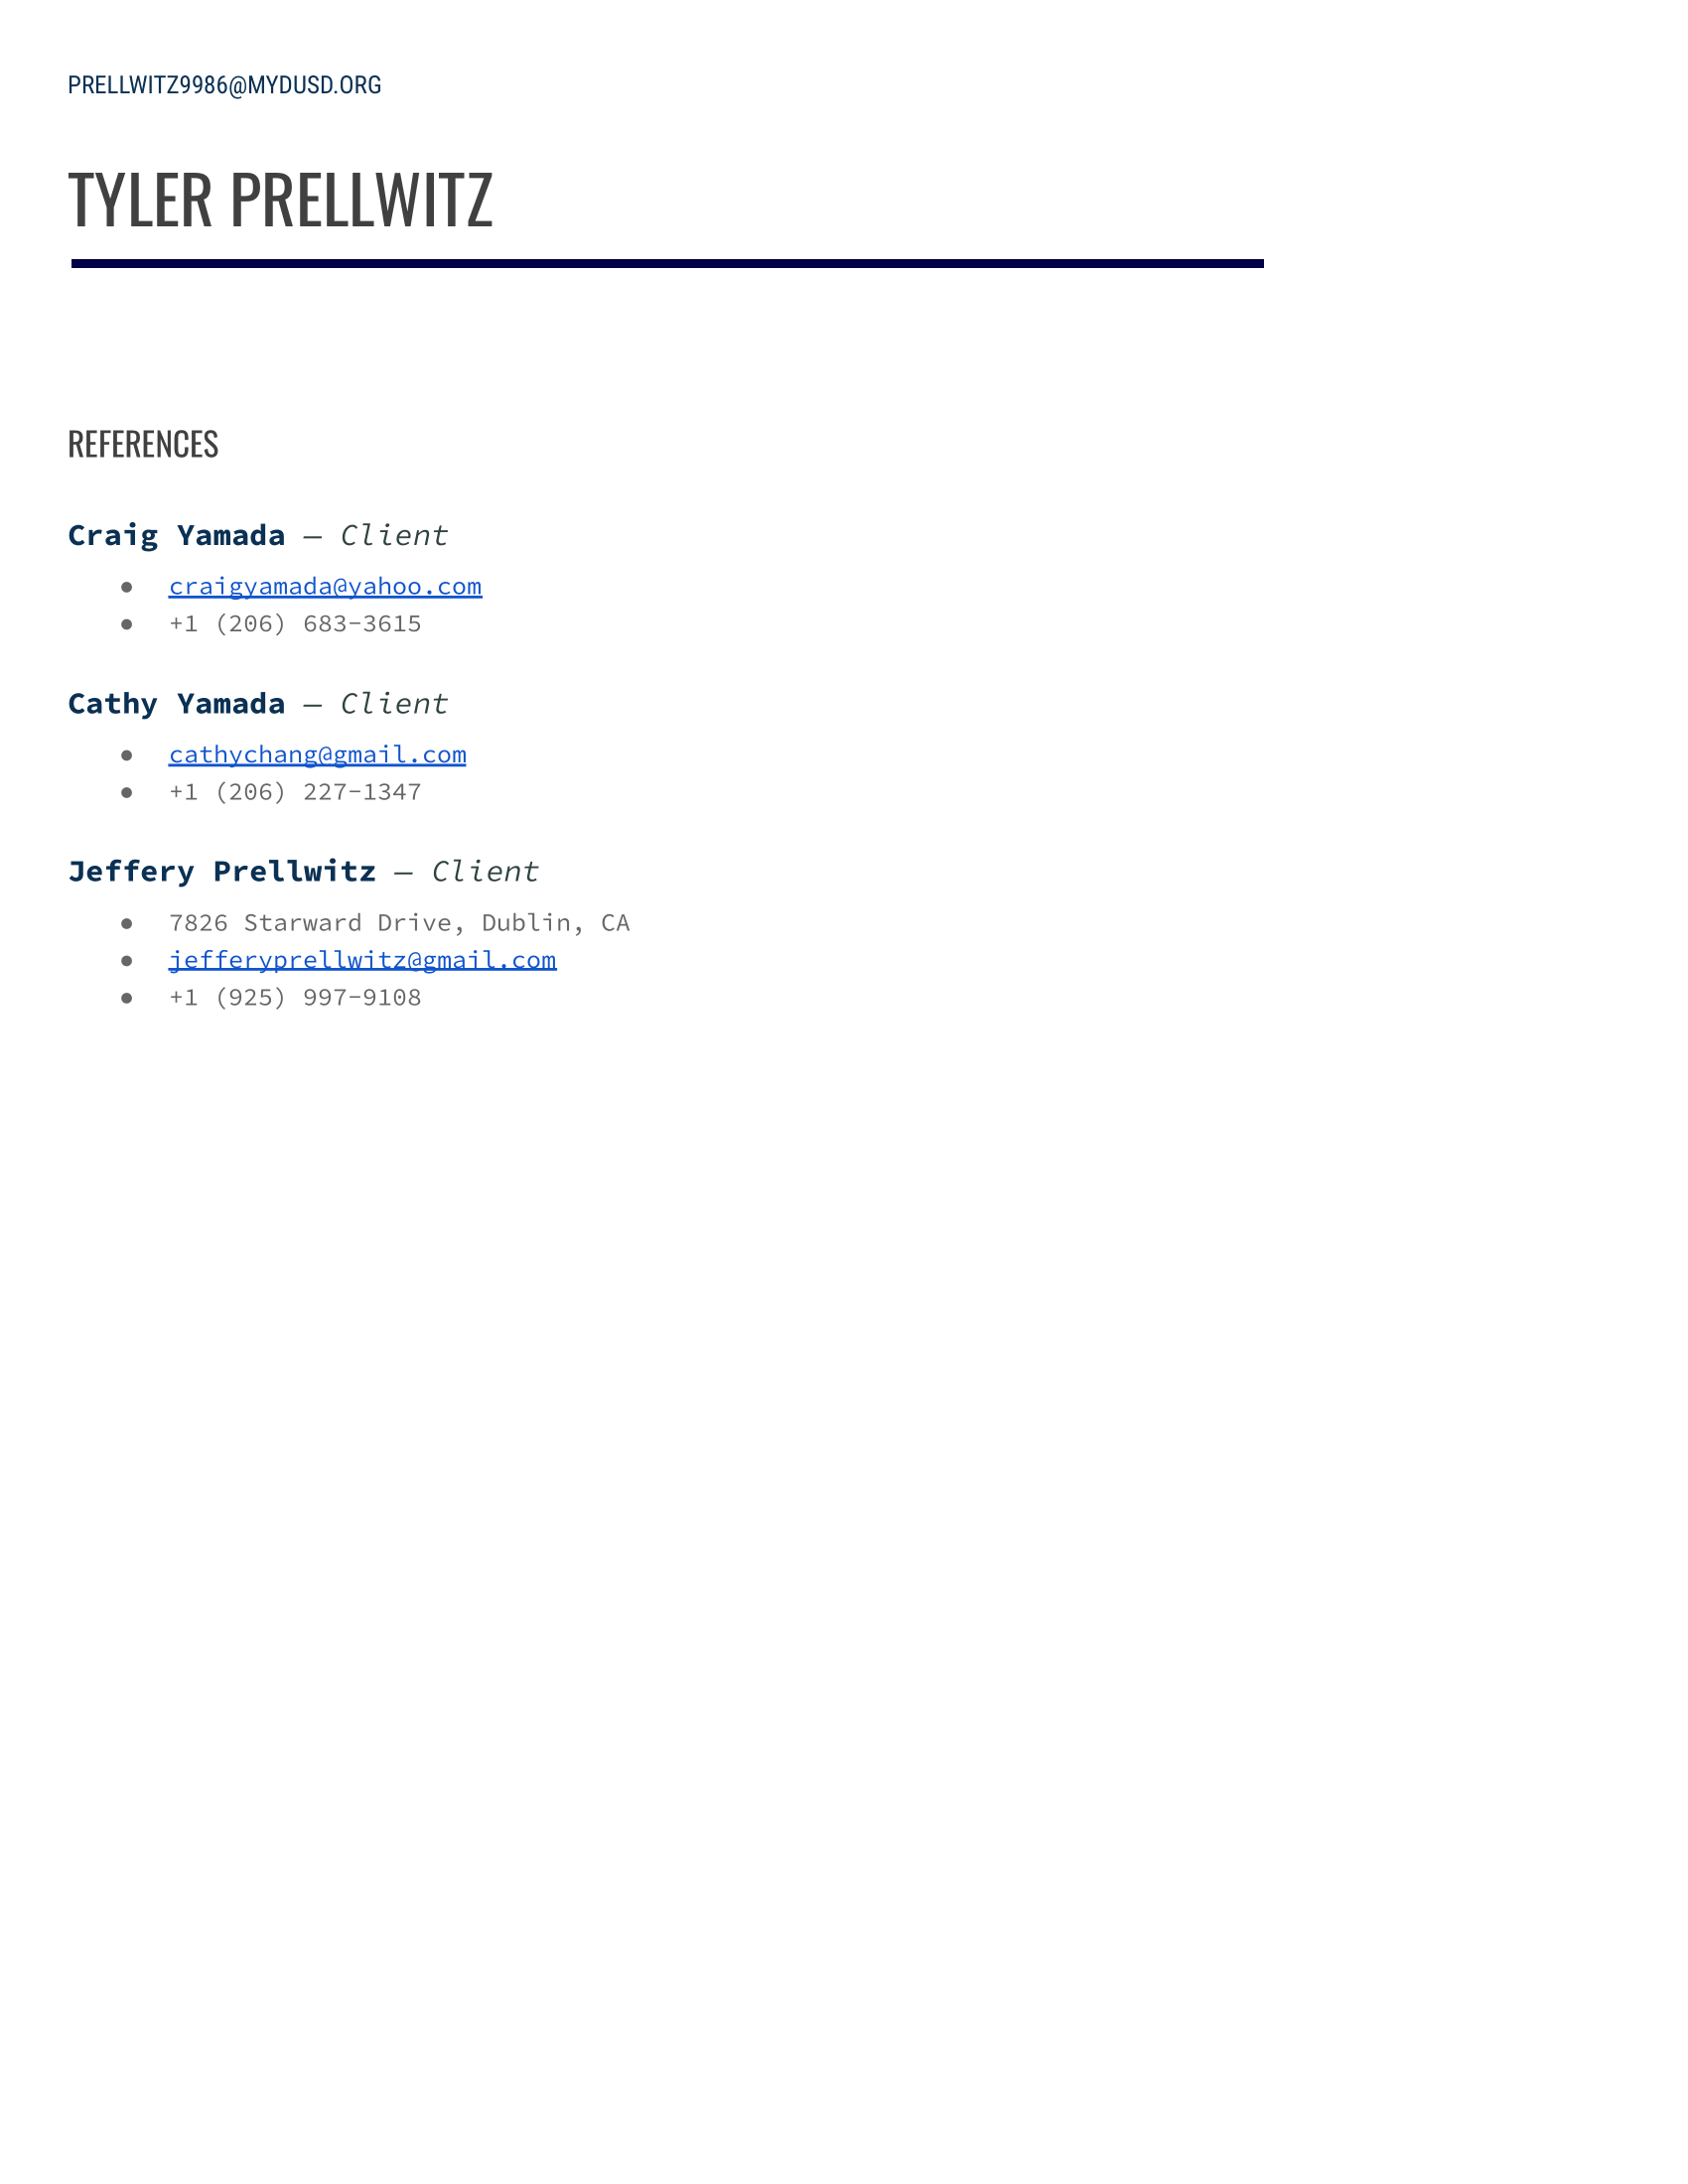 PRELLWITZ9986@MYDUSD.ORG
TYLER PRELLWITZ
REFERENCES
Craig Yamada — Client
● craigyamada@yahoo.com
● +1 (206) 683-3615
Cathy Yamada — Client
● cathychang@gmail.com
● +1 (206) 227-1347
Jeffery Prellwitz — Client
● 7826 Starward Drive, Dublin, CA
● jefferyprellwitz@gmail.com
● +1 (925) 997-9108